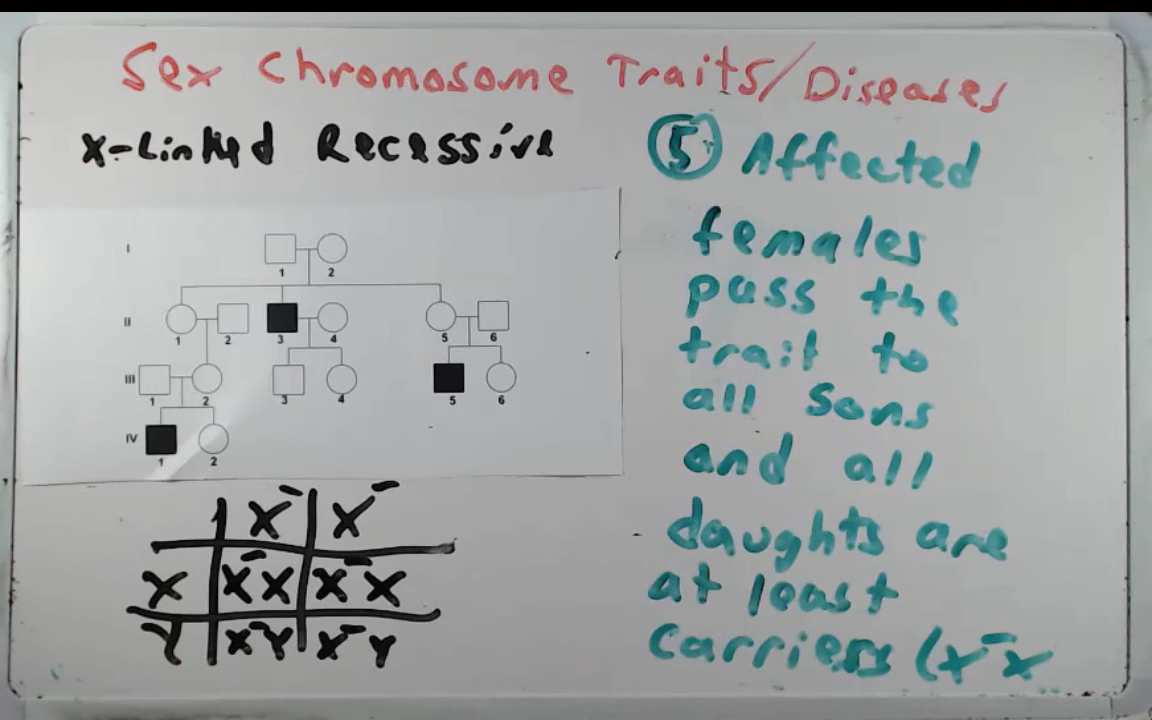 Sex Chromosome Traits/Diseases
X-Linked Recessive
⑤ Affected
females
pass the
trait to
all sons
and all
daughts are
at least
carriers (X⁻X
I
1 2
II
1 2 3 4 5 6
III
1 2 3 4 5 6
IV
1 2
X⁻ X⁻
X X⁻X X⁻X
Y X⁻Y X⁻Y